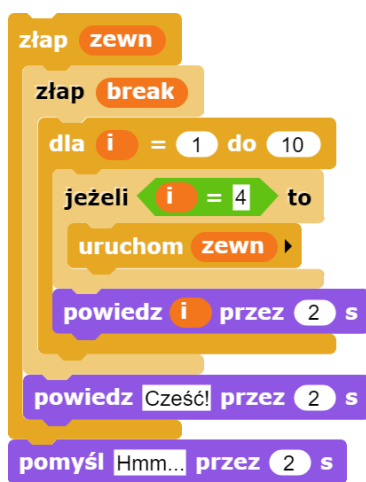 złap zewn
złap break
dla i = 1 do 10
jeżeli i = 4 to
uruchom zewn
powiedz i przez 2 s
powiedz Cześć! przez 2 s
pomyśl Hmm... przez 2 s